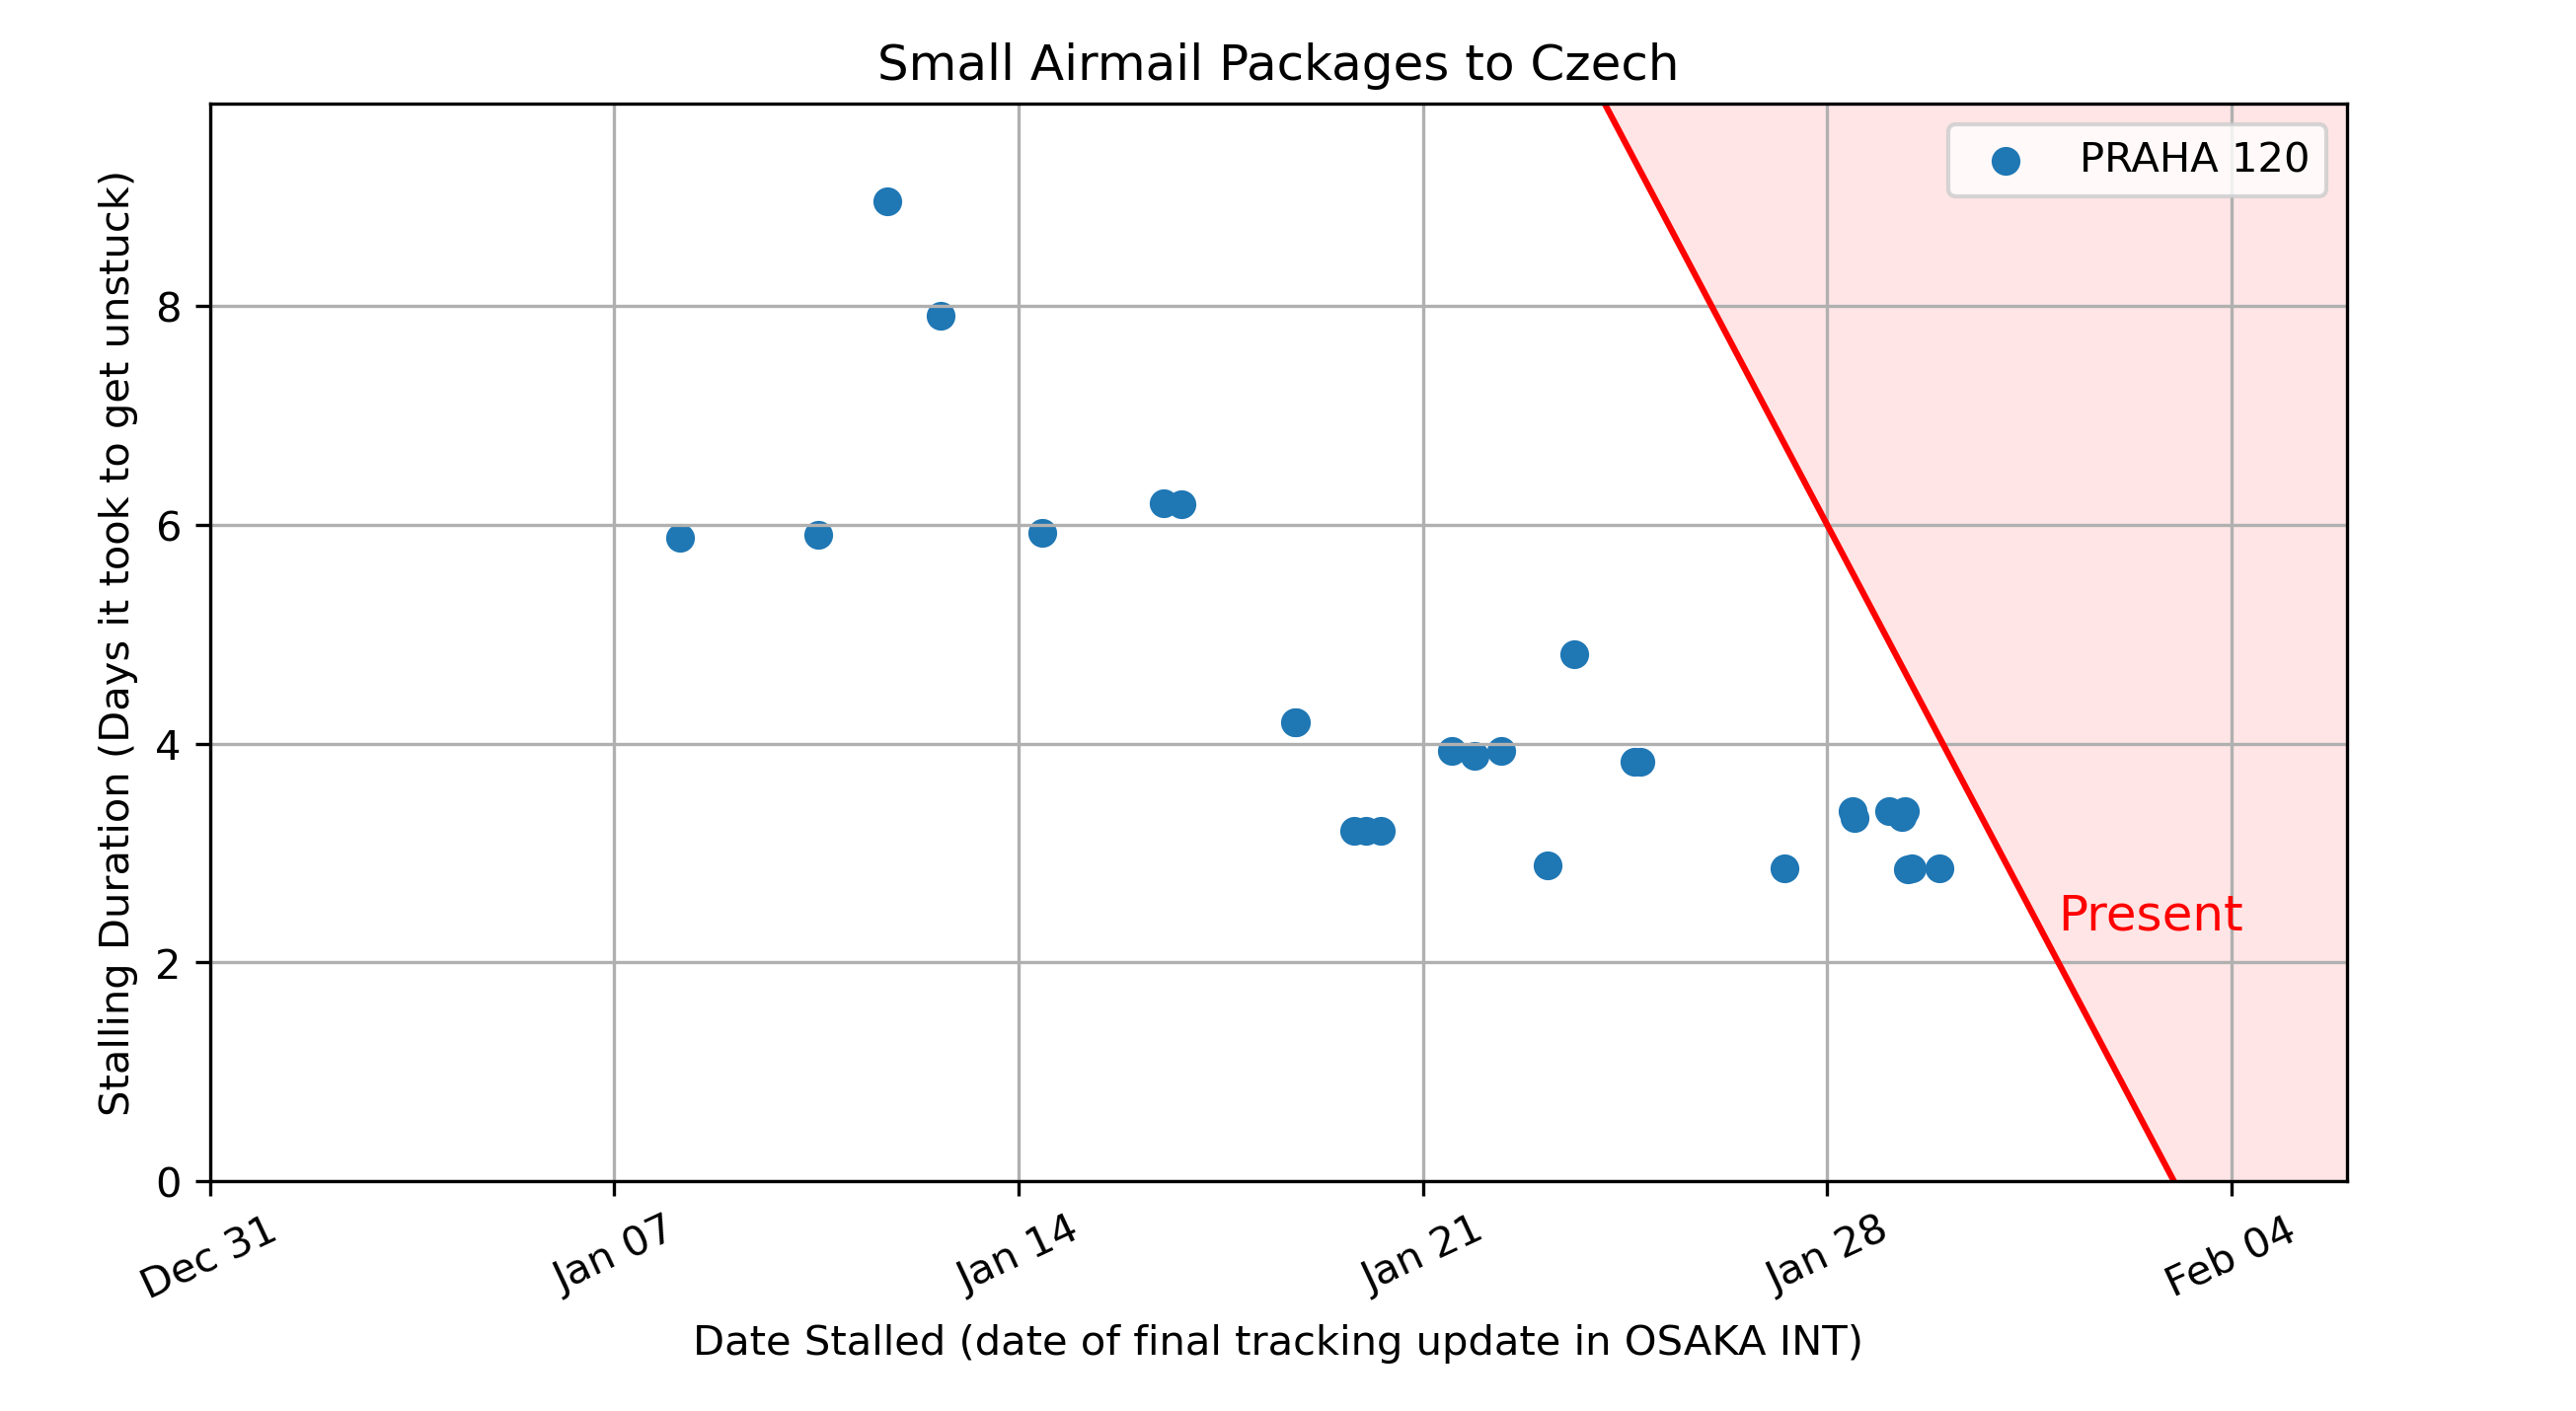 Small Airmail Packages to Czech
PRAHA 120
Stalling Duration (Days it took to get unstuck)
8
6
4
2
0
Present
Dec 31
Jan 07
Jan 14
Jan 21
Jan 28
Feb 04
Date Stalled (date of final tracking update in OSAKA INT)